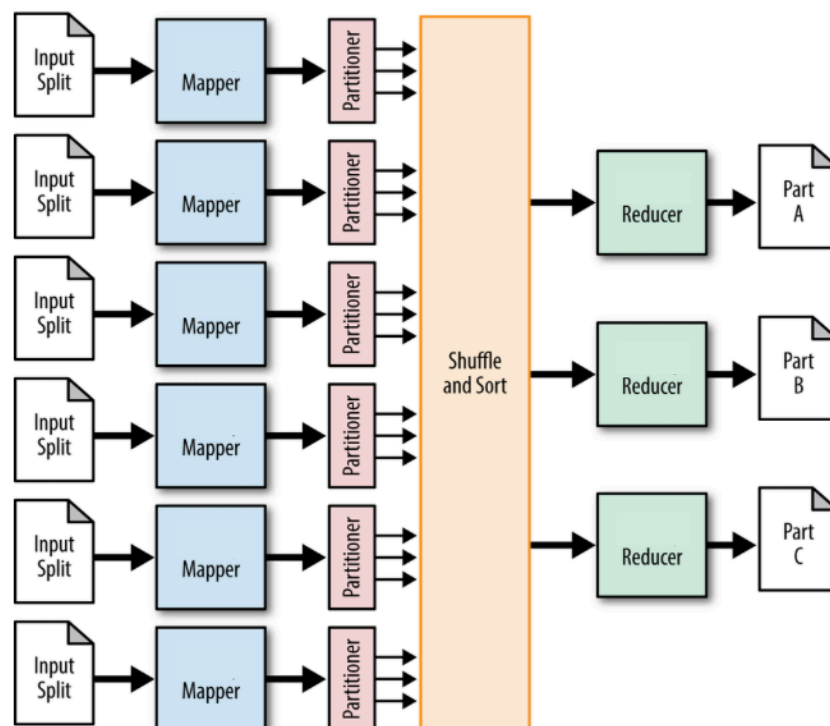 Input
Split
Mapper
Partitioner
Input
Split
Mapper
Partitioner
Input
Split
Mapper
Partitioner
Input
Split
Mapper
Partitioner
Input
Split
Mapper
Partitioner
Input
Split
Mapper
Partitioner
Shuffle
and Sort
Reducer
Part
A
Reducer
Part
B
Reducer
Part
C